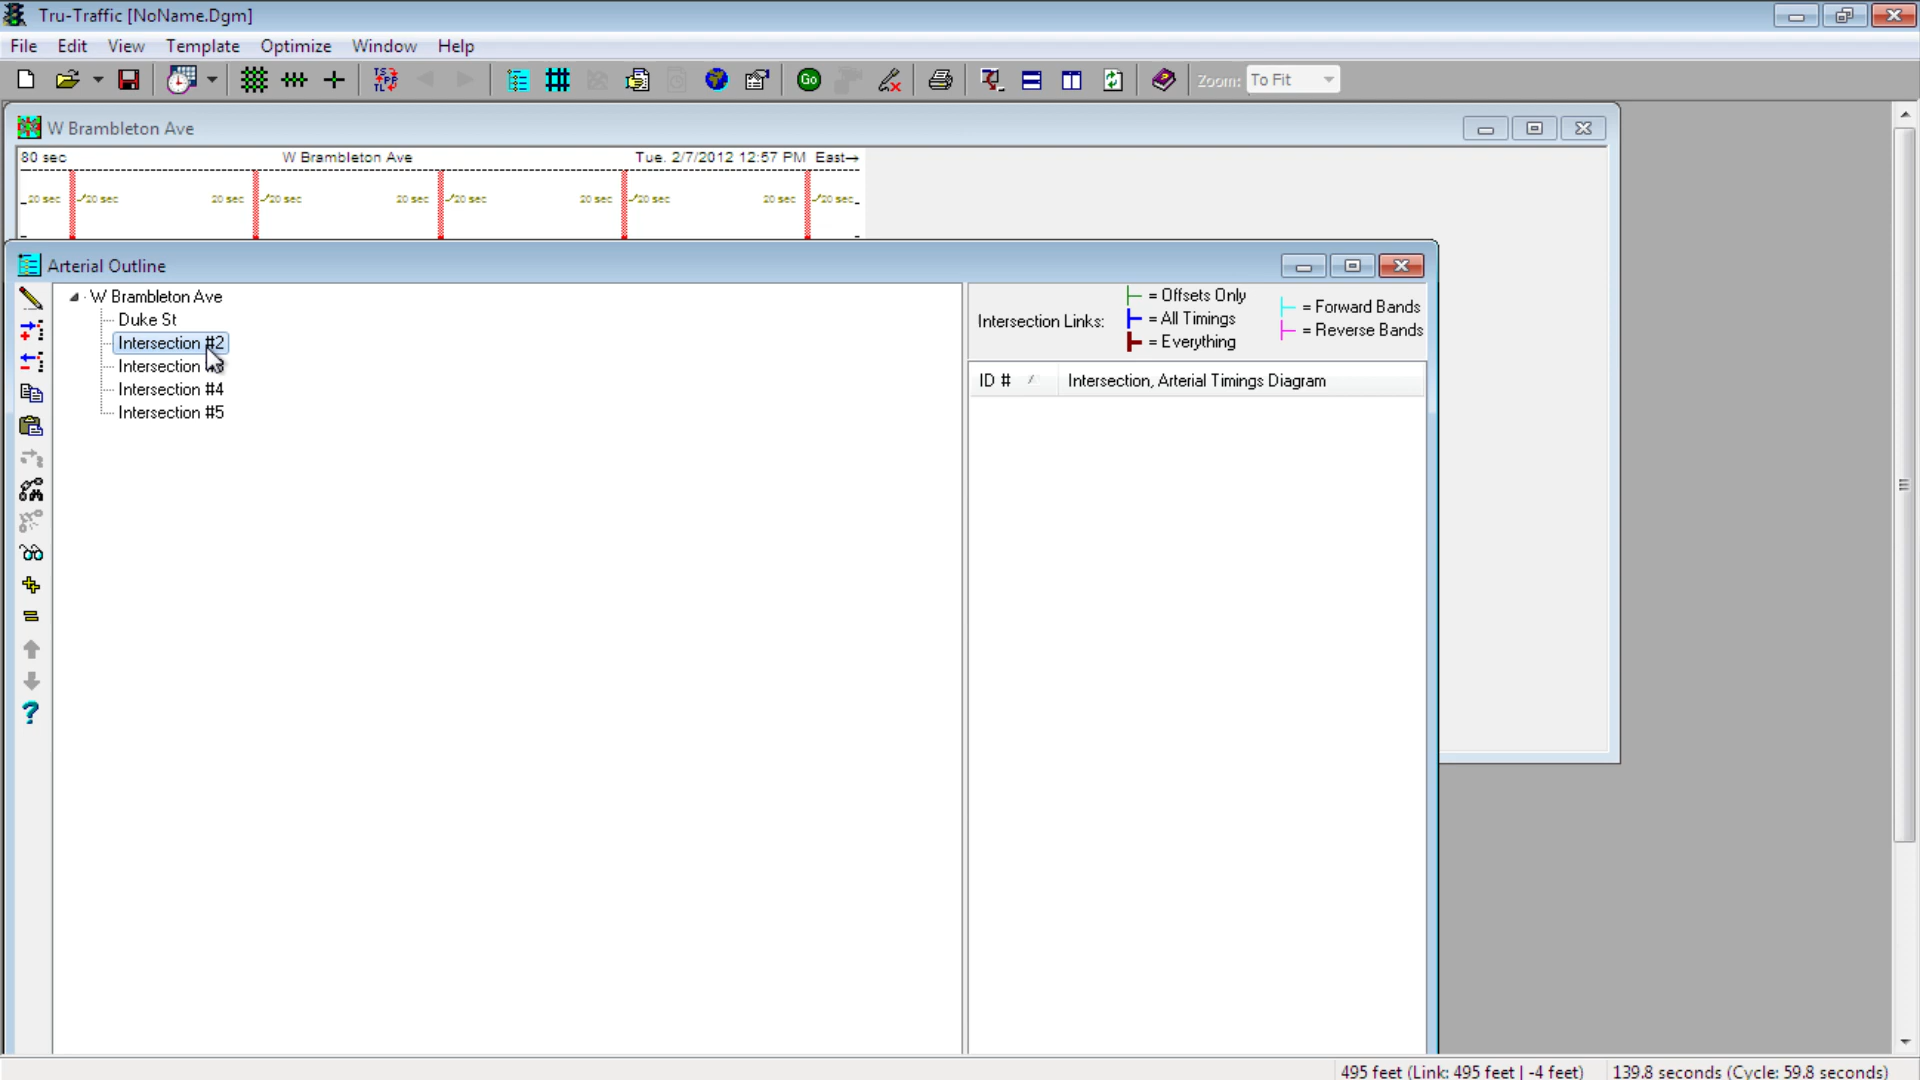 Tru-Traffic [NoName.Dgm]
File Edit View Template Optimize Window Help
TS PP TL Go Zoom: To Fit
W Brambleton Ave
80 sec W Brambleton Ave Tue. 2/7/2012 12:57 PM East→
20 sec 20 sec 20 sec 20 sec 20 sec 20 sec 20 sec 20 sec 20 sec 20 sec
Arterial Outline
W Brambleton Ave
Duke St
Intersection #2
Intersection
Intersection #4
Intersection #5
Intersection Links:
= Offsets Only
= All Timings
= Everything
= Forward Bands
= Reverse Bands
ID # Intersection, Arterial Timings Diagram
495 feet (Link: 495 feet | -4 feet) 139.8 seconds (Cycle: 59.8 seconds)